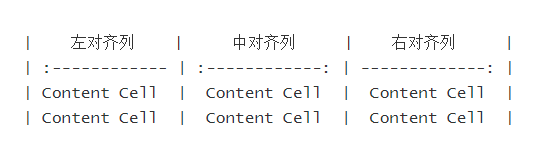 |    左对齐列    |     中对齐列     |    右对齐列     |
| :------------ | :------------: | -------------: |
| Content Cell  |  Content Cell  |  Content Cell  |
| Content Cell  |  Content Cell  |  Content Cell  |